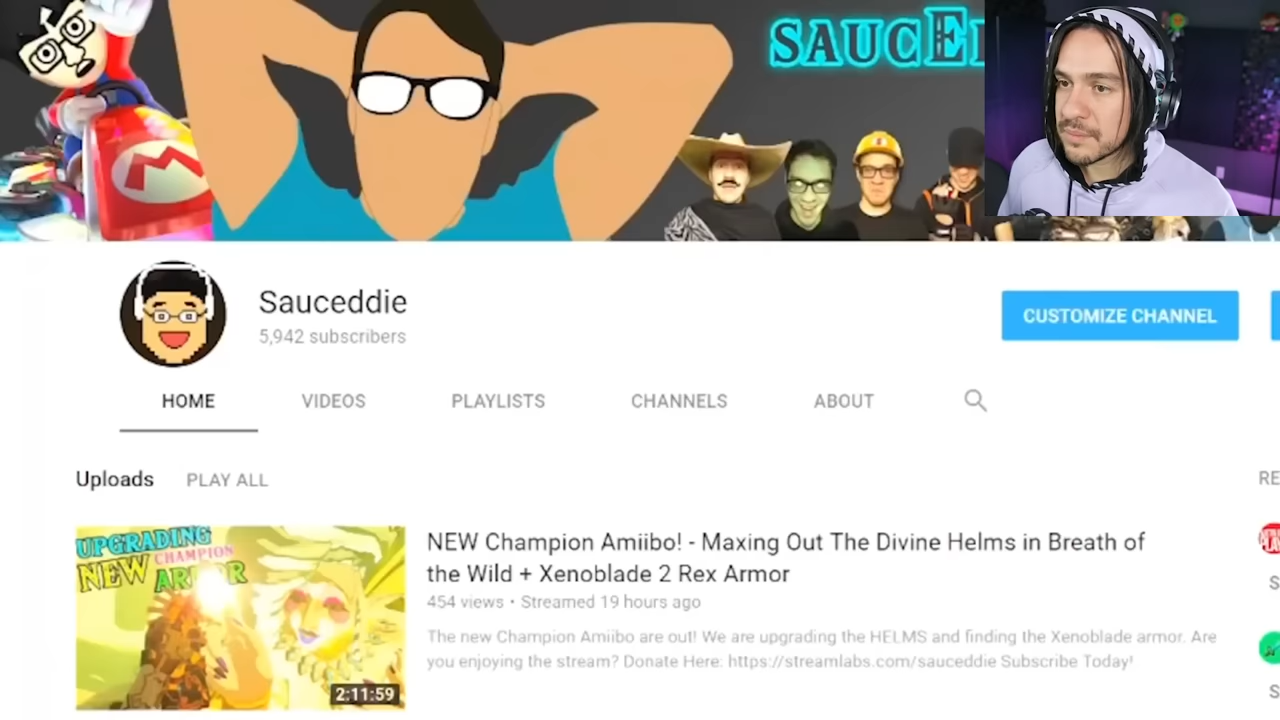 Sauceddie
5,942 subscribers
CUSTOMIZE CHANNEL
HOME VIDEOS PLAYLISTS CHANNELS ABOUT
Uploads PLAY ALL
UPGRADING
CHAMPION
NEW
2:11:59
NEW Champion Amiibo! - Maxing Out The Divine Helms in Breath of
the Wild + Xenoblade 2 Rex Armor
454 views • Streamed 19 hours ago
The new Champion Amiibo are out! We are upgrading the HELMS and finding the Xenoblade armor. Are
you enjoying the stream? Donate Here: https://streamlabs.com/sauceddie Subscribe Today!